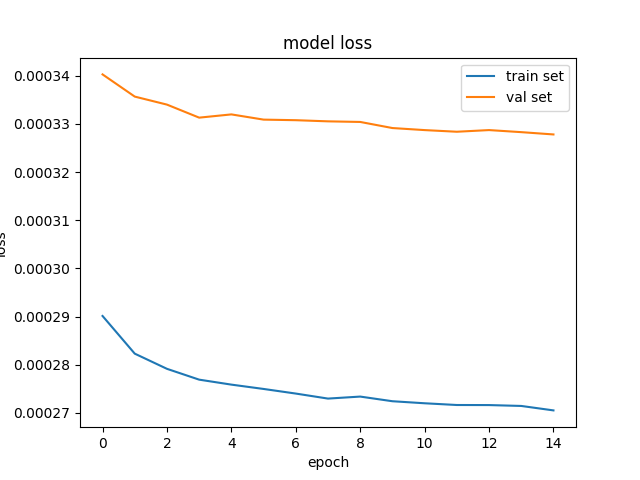 model loss
train set
val set
0.00034
0.00033
0.00032
0.00031
0.00030
0.00029
0.00028
0.00027
loss
0 2 4 6 8 10 12 14
epoch